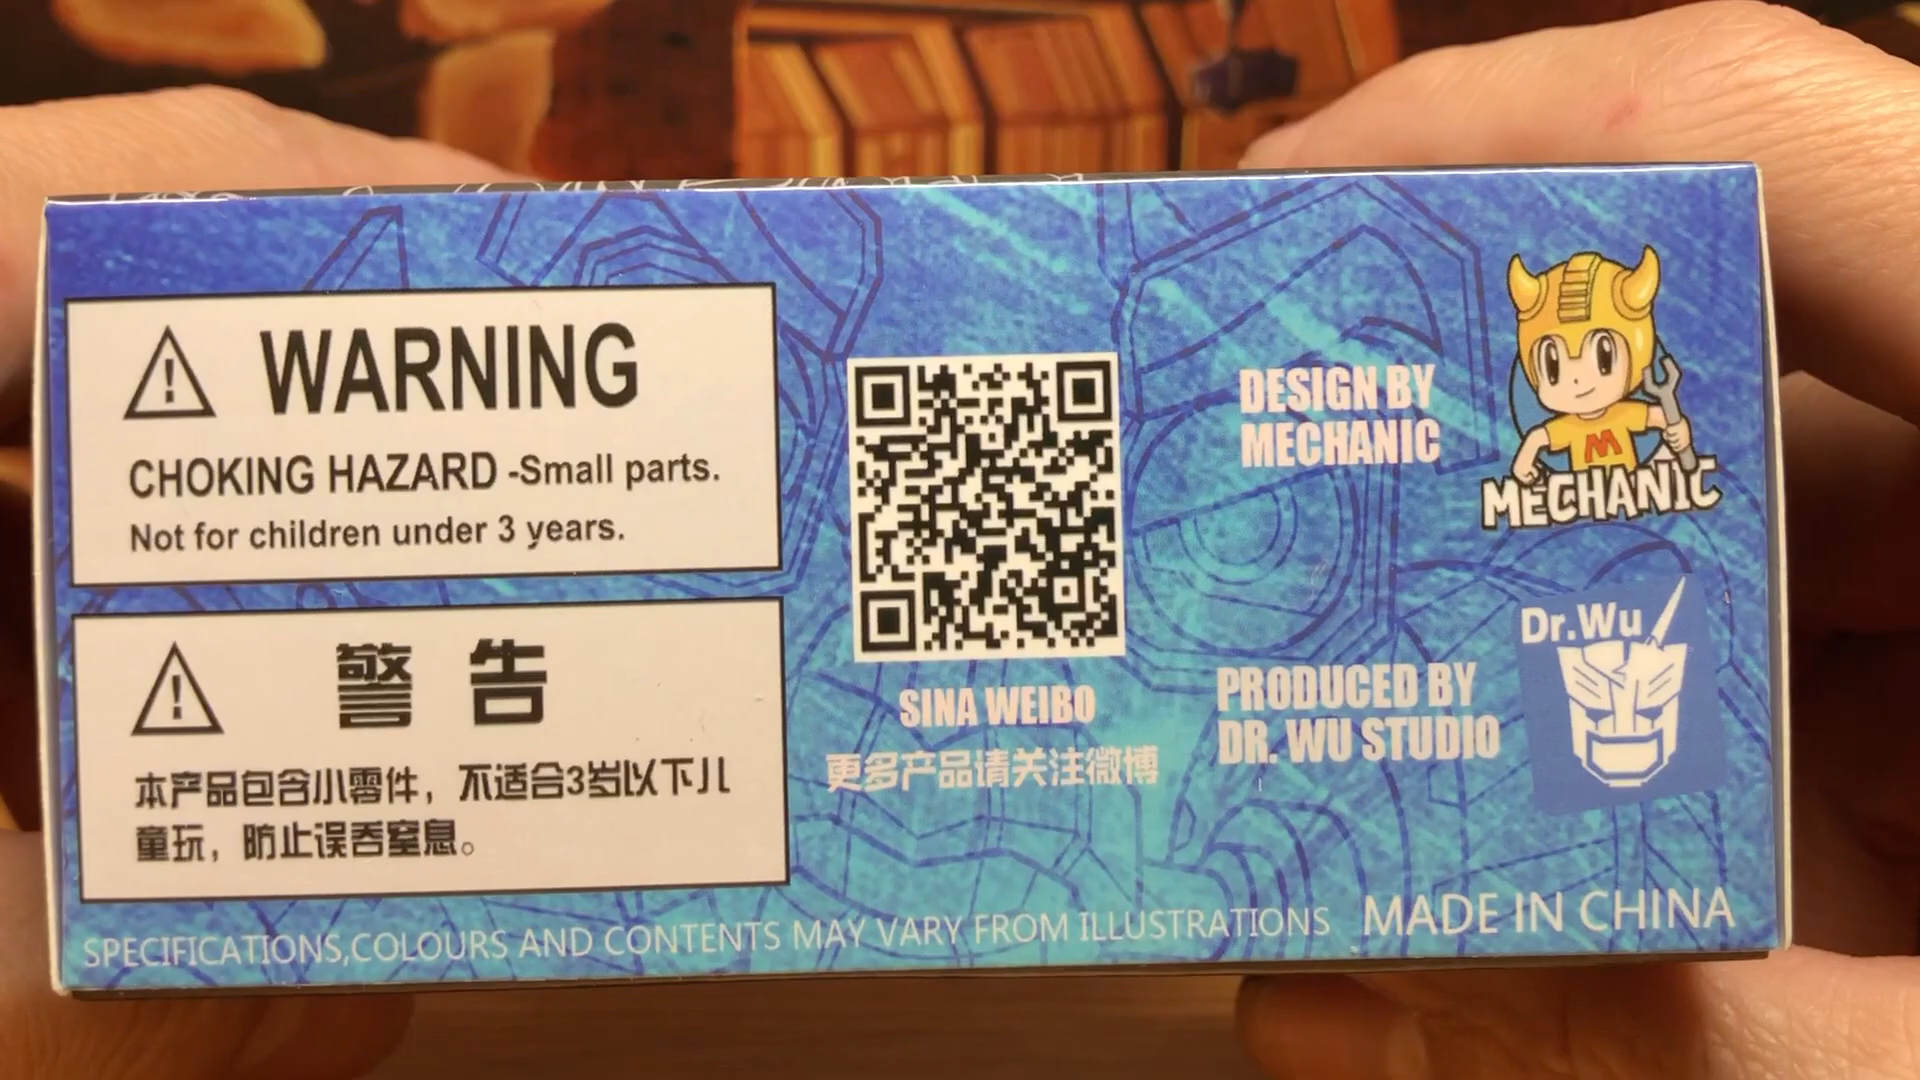 WARNING
CHOKING HAZARD -Small parts.
Not for children under 3 years.
警告
本产品包含小零件，不适合3岁以下儿
童玩，防止误吞窒息。
SINA WEIBO
更多产品请关注微博
DESIGN BY
MECHANIC
M
MECHANIC
PRODUCED BY
DR. WU STUDIO
Dr.Wu
SPECIFICATIONS,COLOURS AND CONTENTS MAY VARY FROM ILLUSTRATIONS
MADE IN CHINA